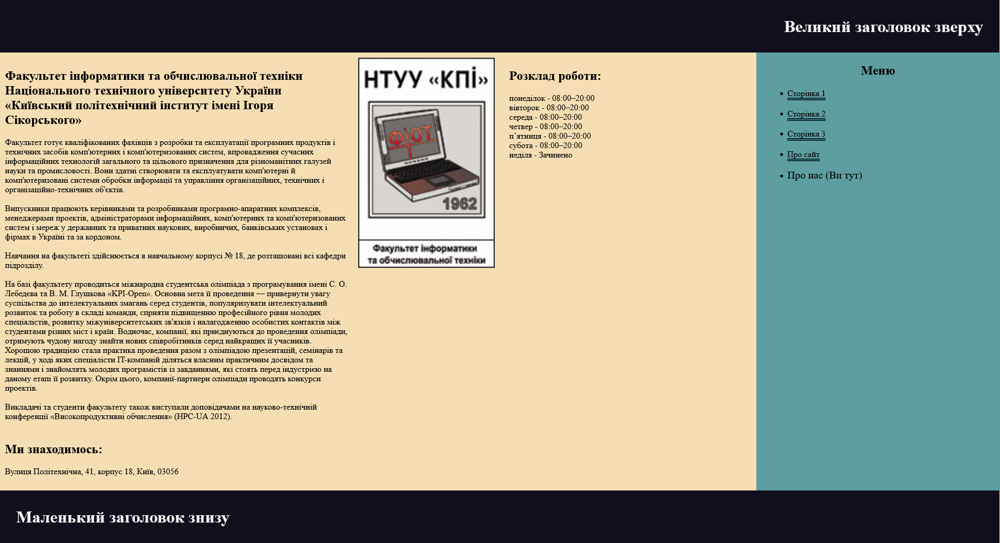 Великий заголовок зверху
Факультет інформатики та обчислювальної техніки
Національного технічного університету України
«Київський політехнічний інститут імені Ігоря
Сікорського»
Факультет готує кваліфікованих фахівців з розробки та експлуатації програмних продуктів і
технічних засобів комп'ютерних і комп'ютеризованих систем, впровадження сучасних
інформаційних технологій загального та цільового призначення для різноманітних галузей
науки та промисловості. Вони здатні створювати та експлуатувати комп'ютерні й
комп'ютеризовані системи обробки інформації та управління організаційних, технічних і
організаційно-технічних об'єктів.
Випускники працюють керівниками та розробниками програмно-апаратних комплексів,
менеджерами проектів, адміністраторами інформаційних, комп'ютерних та комп'ютеризованих
систем і мереж у державних та приватних наукових, виробничих, банківських установах і
фірмах в Україні та за кордоном.
Навчання на факультеті здійснюється в навчальному корпусі № 18, де розташовані всі кафедри
підрозділу.
На базі факультету проводиться міжнародна студентська олімпіада з програмування імені С. О.
Лебедєва та В. М. Глушкова «KPI-Open». Основна мета її проведення — привернути увагу
суспільства до інтелектуальних змагань серед студентів, популяризувати інтелектуальний
розвиток та роботу в складі команди, сприяти підвищенню професійного рівня молодих
спеціалістів, розвитку міжуніверситетських зв'язків і налагодженню особистих контактів між
студентами різних міст і країн. Водночас, компанії, які приєднуються до проведення олімпіади,
отримують чудову нагоду знайти нових співробітників серед найкращих її учасників.
Хорошою традицією стала практика проведення разом з олімпіадою презентацій, семінарів та
лекцій, у ході яких спеціалісти ІТ-компаній діляться власним практичним досвідом та
знаннями і знайомлять молодих програмістів із завданнями, які стоять перед індустрією на
даному етапі її розвитку. Окрім цього, компанії-партнери олімпіади проводять конкурси
проектів.
Викладачі та студенти факультету також виступали доповідачами на науково-технічній
конференції «Високопродуктивні обчислення» (HPC-UA 2012).
Ми знаходимось:
Вулиця Політехнічна, 41, корпус 18, Київ, 03056
НТУУ «КПІ»
ФІОТ
1962
Факультет інформатики
та обчислювальної техніки
Розклад роботи:
понеділок - 08:00–20:00
вівторок - 08:00–20:00
середа - 08:00–20:00
четвер - 08:00–20:00
п’ятниця - 08:00–20:00
субота - 08:00–20:00
неділя - Зачинено
Меню
Сторінка 1
Сторінка 2
Сторінка 3
Про сайт
Про нас (Ви тут)
Маленький заголовок знизу